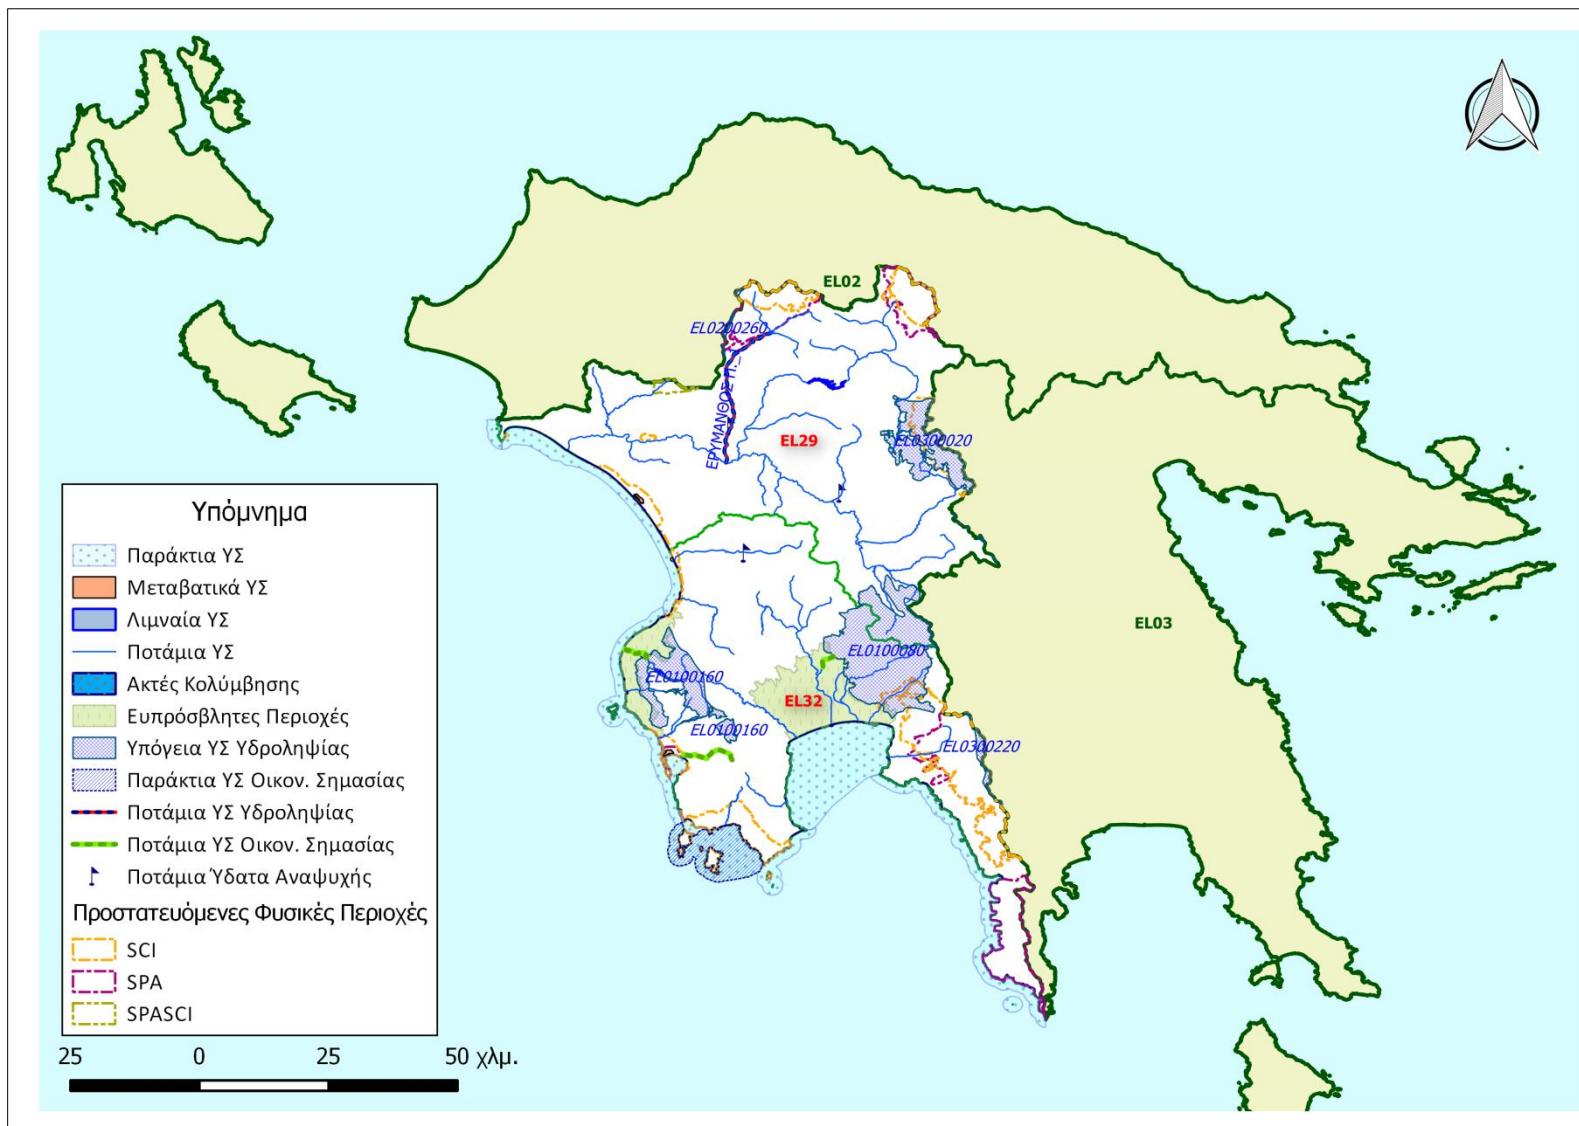 EL02
EL0200260
ΕΡΥΜΑΝΘΟΣ Π._
EL29
EL0300020
EL03
EL0100080
EL0100160
EL32
EL0100160
EL0300220
Υπόμνημα
Παράκτια ΥΣ
Μεταβατικά ΥΣ
Λιμναία ΥΣ
Ποτάμια ΥΣ
Ακτές Κολύμβησης
Ευπρόσβλητες Περιοχές
Υπόγεια ΥΣ Υδροληψίας
Παράκτια ΥΣ Οικον. Σημασίας
Ποτάμια ΥΣ Υδροληψίας
Ποτάμια ΥΣ Οικον. Σημασίας
Ποτάμια Ύδατα Αναψυχής
Προστατευόμενες Φυσικές Περιοχές
SCI
SPA
SPASCI
25 0 25 50 χλμ.